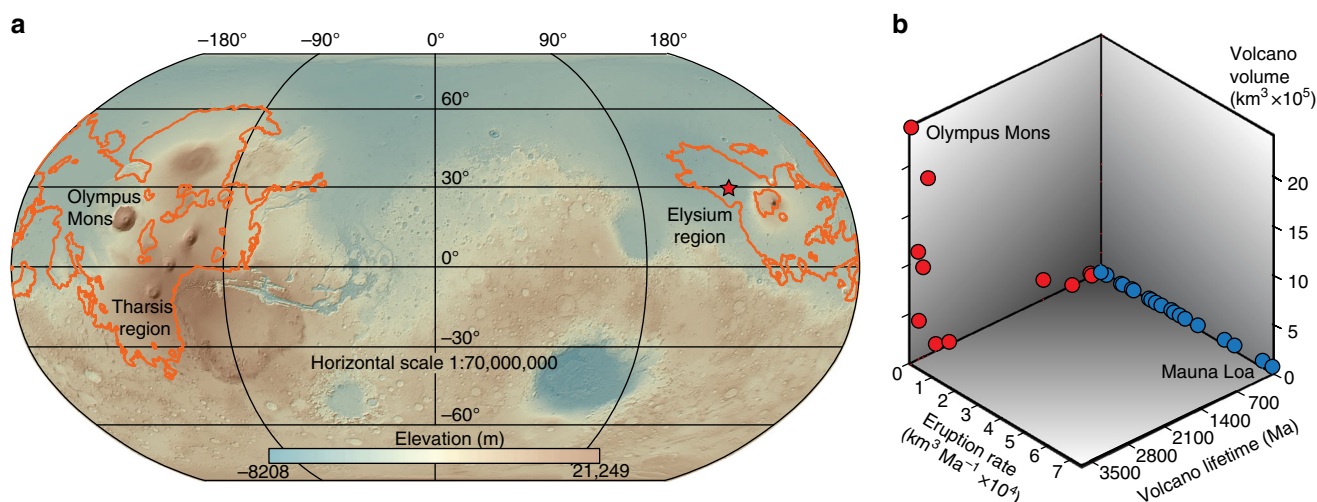 a
−180° −90° 0° 90° 180°
60°
30°
0°
−30°
−60°
Olympus
Mons
Tharsis
region
Elysium
region
Horizontal scale 1:70,000,000
Elevation (m)
−8208 21,249
b
Volcano
volume
(km³ ×10⁵)
Olympus Mons
20
15
10
5
0
Mauna Loa
0 1 2 3 4 5 6 7
Eruption rate
(km³ Ma⁻¹ ×10⁴)
700
1400
2100
2800
3500
Volcano lifetime (Ma)